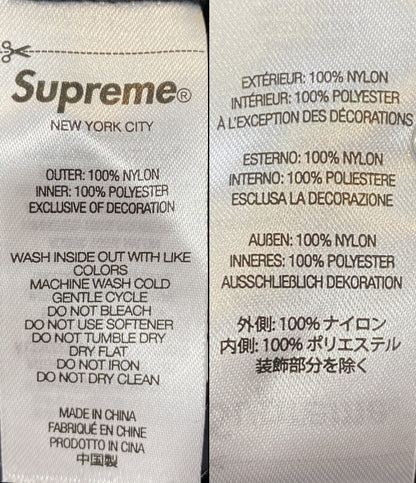 Supreme®
NEW YORK CITY
OUTER: 100% NYLON
INNER: 100% POLYESTER
EXCLUSIVE OF DECORATION
WASH INSIDE OUT WITH LIKE
COLORS
MACHINE WASH COLD
GENTLE CYCLE
DO NOT BLEACH
DO NOT USE SOFTENER
DO NOT TUMBLE DRY
DRY FLAT
DO NOT IRON
DO NOT DRY CLEAN
MADE IN CHINA
FABRIQUÉ EN CHINE
PRODOTTO IN CINA
中国製
EXTÉRIEUR: 100% NYLON
INTÉRIEUR: 100% POLYESTER
À L'EXCEPTION DES DÉCORATIONS
ESTERNO: 100% NYLON
INTERNO: 100% POLIESTERE
ESCLUSA LA DECORAZIONE
AUßEN: 100% NYLON
INNERES: 100% POLYESTER
AUSSCHLIEßLICH DEKORATION
外側: 100% ナイロン
内側: 100% ポリエステル
装飾部分を除く